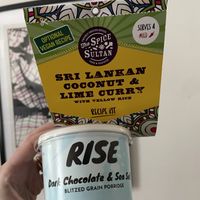 OPTIONAL
VEGAN RECIPE
THE SPICE
SULTAN
SERVES 4
MILD
SRI LANKAN
COCONUT &
LIME CURRY
WITH YELLOW RICE
RECIPE KIT
RISE
Dark Chocolate & Sea Salt
BLITZED GRAIN PORRIDGE